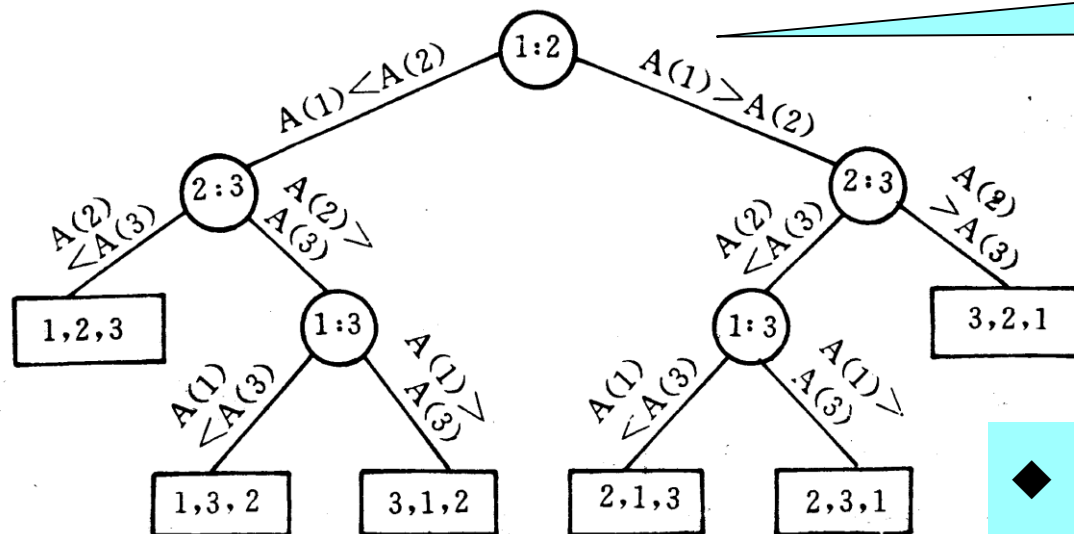 1:2
A(1)<A(2)
A(1)>A(2)
2:3
2:3
A(2)
<A(3)
A(2)>
A(3)
A(2)
<A(3)
A(2)
>A(3)
1,2,3
1:3
1:3
3,2,1
A(1)
<A(3)
A(1)>
A(3)
A(1)
<A(3)
A(1)>
A(3)
1,3,2
3,1,2
2,1,3
2,3,1